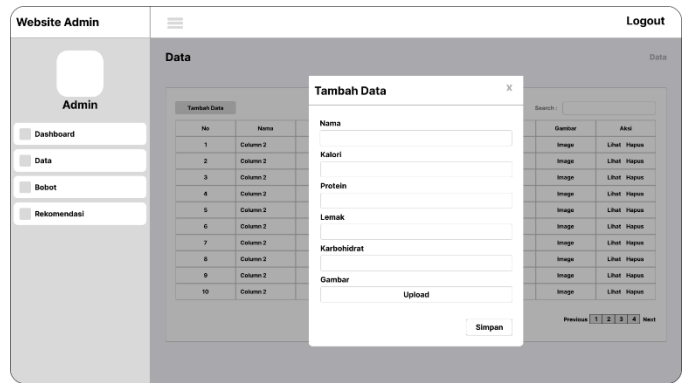 Website Admin
Logout
Admin
Dashboard
Data
Bobot
Rekomendasi
Data
Data
Tambah Data
Search :
No Nama Gambar Aksi
1 Column 2 Image Lihat Hapus
2 Column 2 Image Lihat Hapus
3 Column 2 Image Lihat Hapus
4 Column 2 Image Lihat Hapus
5 Column 2 Image Lihat Hapus
6 Column 2 Image Lihat Hapus
7 Column 2 Image Lihat Hapus
8 Column 2 Image Lihat Hapus
9 Column 2 Image Lihat Hapus
10 Column 2 Image Lihat Hapus
Previous 1 2 3 4 Next
Tambah Data X
Nama
Kalori
Protein
Lemak
Karbohidrat
Gambar
Upload
Simpan